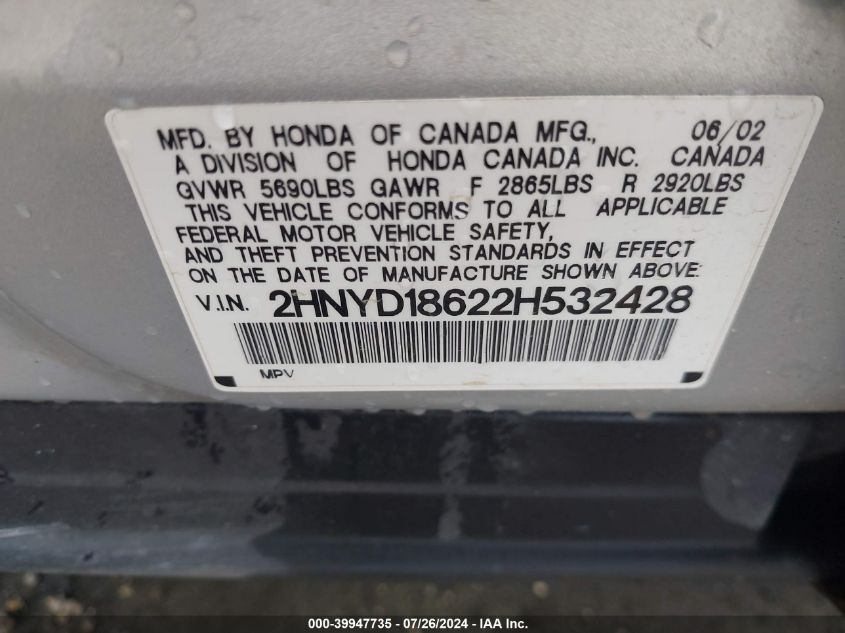 MFD. BY HONDA OF CANADA MFG., 06/02
A DIVISION OF HONDA CANADA INC. CANADA
GVWR 5690LBS GAWR F 2865LBS R 2920LBS
THIS VEHICLE CONFORMS TO ALL APPLICABLE
FEDERAL MOTOR VEHICLE SAFETY,
AND THEFT PREVENTION STANDARDS IN EFFECT
ON THE DATE OF MANUFACTURE SHOWN ABOVE.
V.I.N. 2HNYD18622H532428
MPV
000-39947735 - 07/26/2024 - IAA Inc.